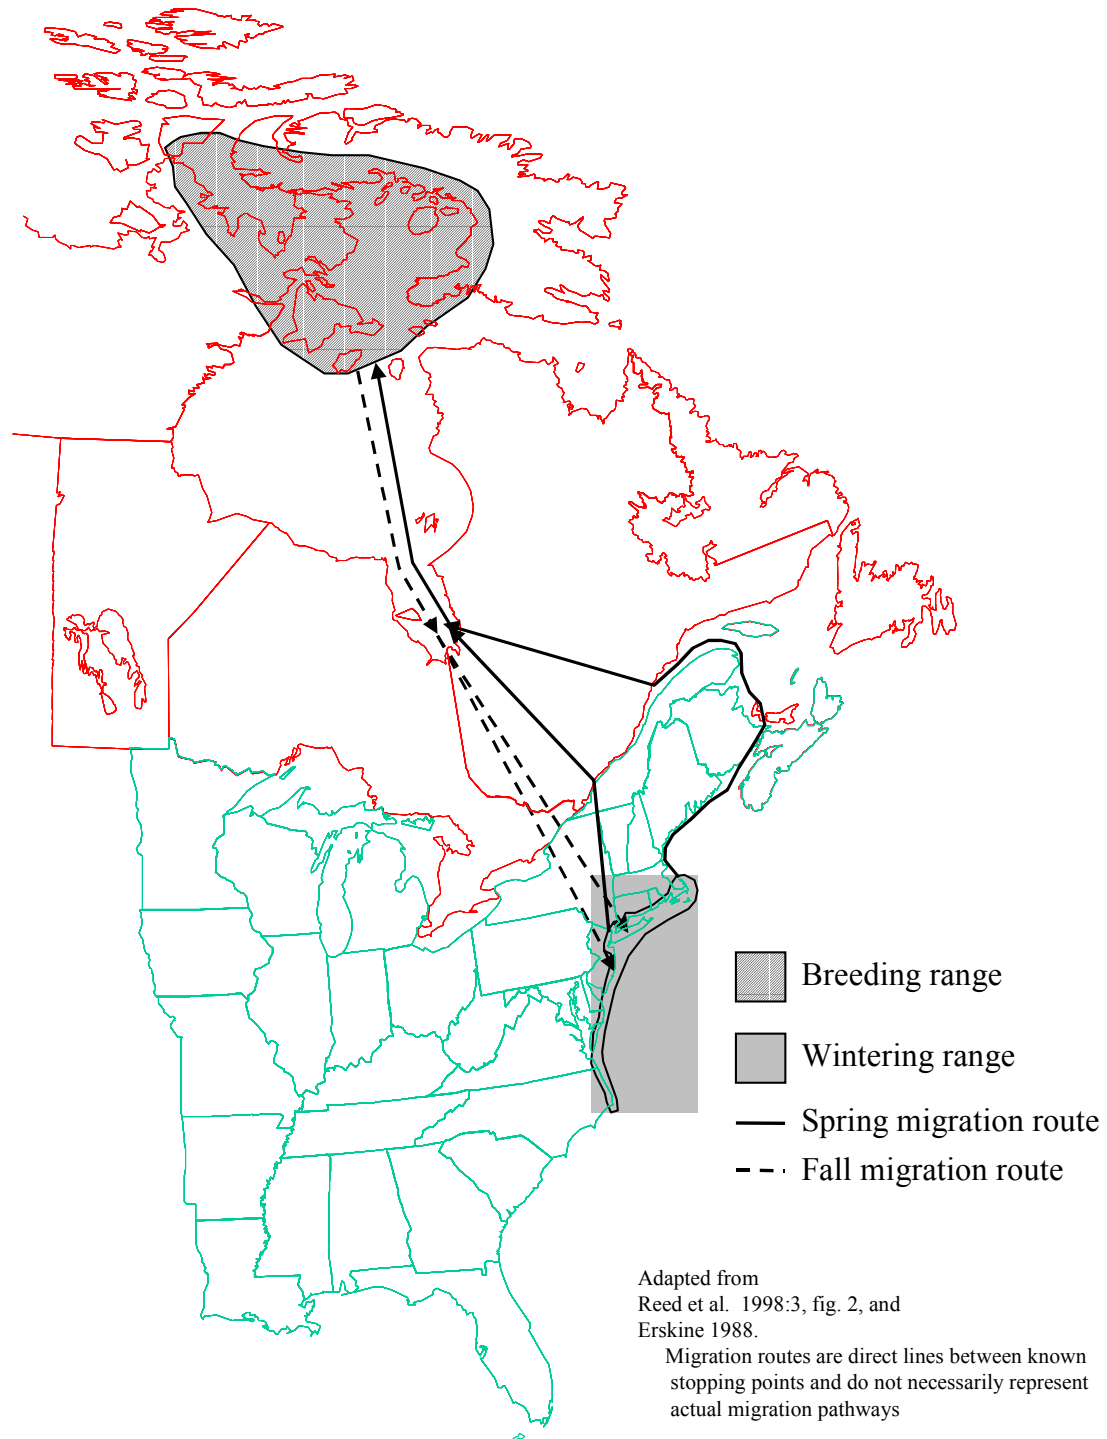 Breeding range
Wintering range
Spring migration route
Fall migration route
Adapted from
Reed et al. 1998:3, fig. 2, and
Erskine 1988.
Migration routes are direct lines between known
stopping points and do not necessarily represent
actual migration pathways